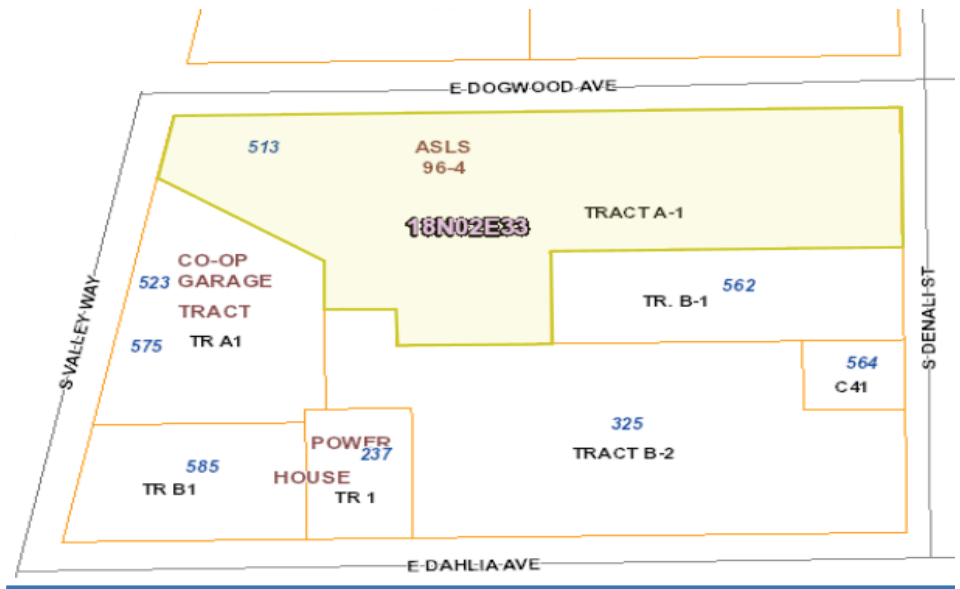 E DOGWOOD AVE
513
ASLS
96-4
18N02E33
TRACT A-1
CO-OP
GARAGE
523
TRACT
TR A1
575
S VALLEY WAY
562
TR. B-1
S DENALI ST
564
C41
325
TRACT B-2
POWER
237
HOUSE
TR 1
585
TR B1
E DAHLIA AVE